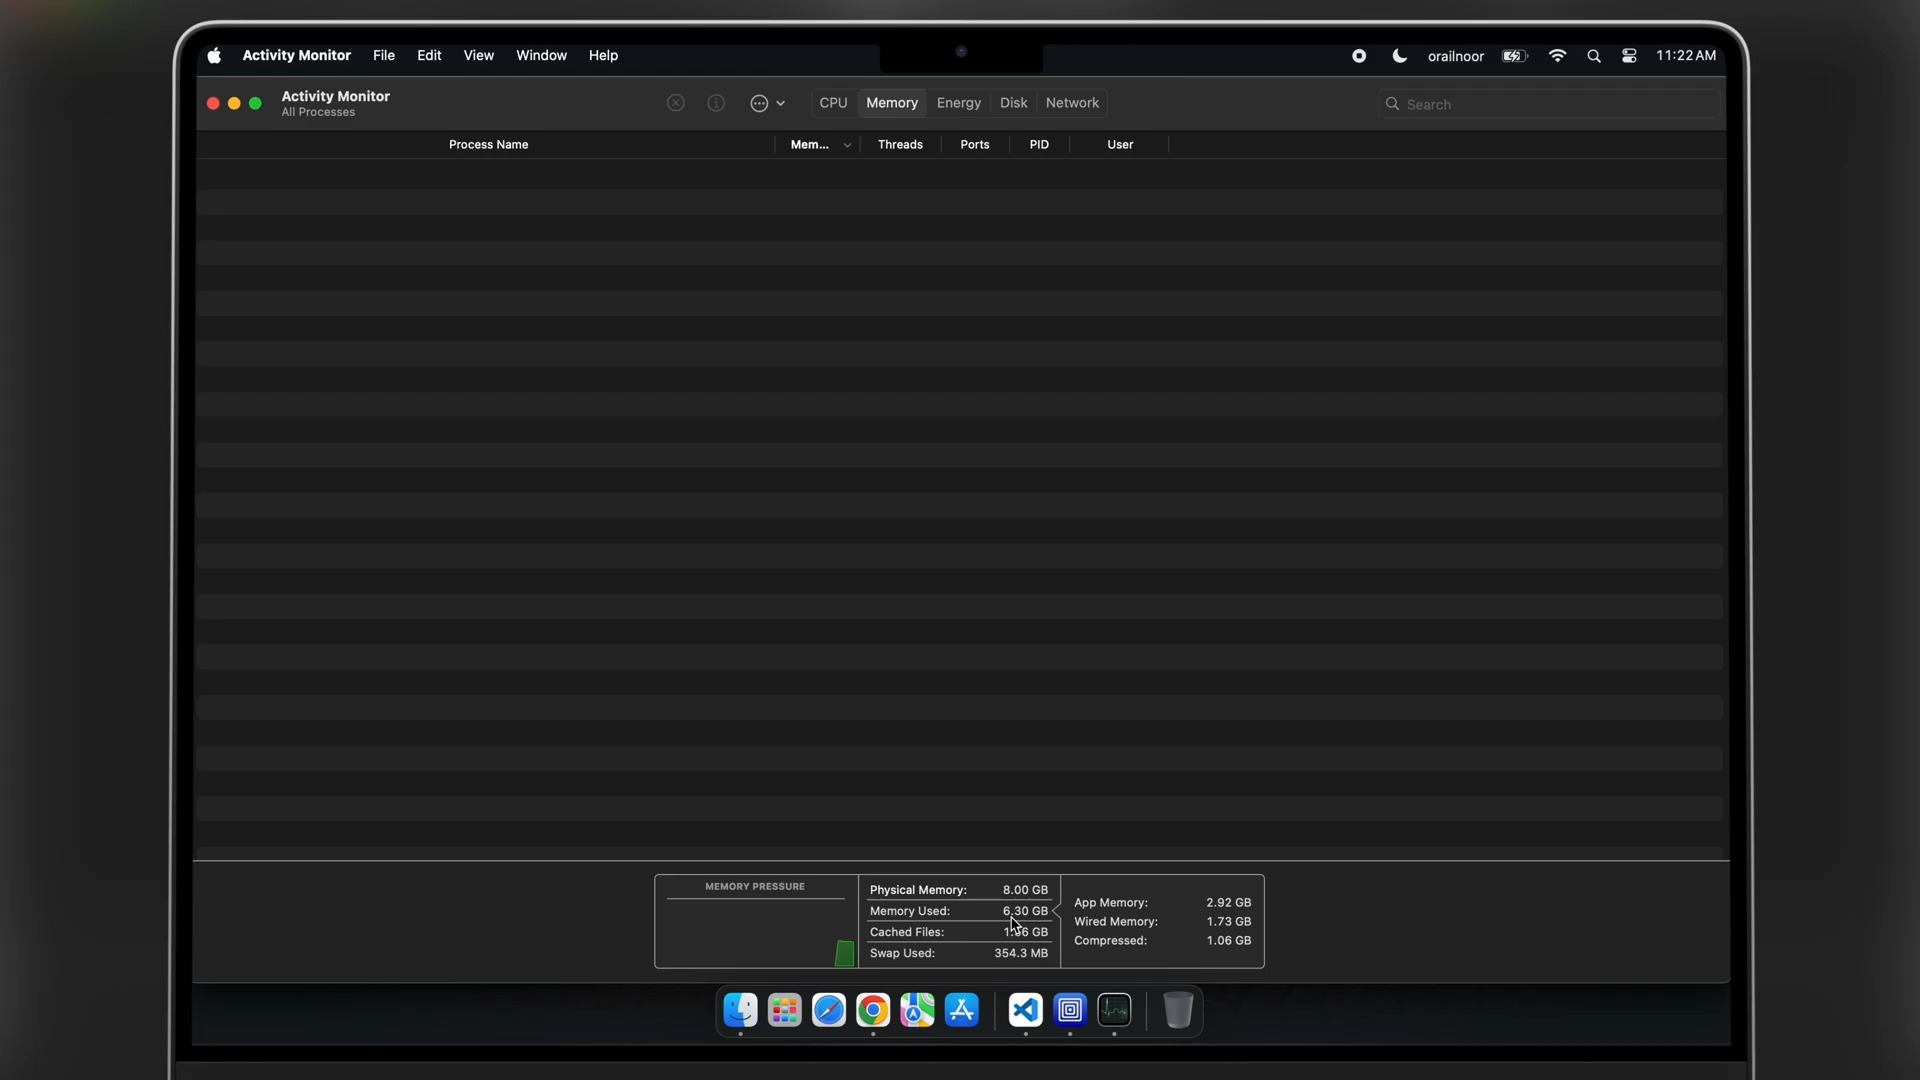 Activity Monitor File Edit View Window Help orailnoor 11:22 AM
Activity Monitor
All Processes
CPU Memory Energy Disk Network
Search
Process Name Mem... Threads Ports PID User
MEMORY PRESSURE
Physical Memory: 8.00 GB
Memory Used: 6.30 GB
Cached Files: GB
Swap Used: 354.3 MB
App Memory: 2.92 GB
Wired Memory: 1.73 GB
Compressed: 1.06 GB